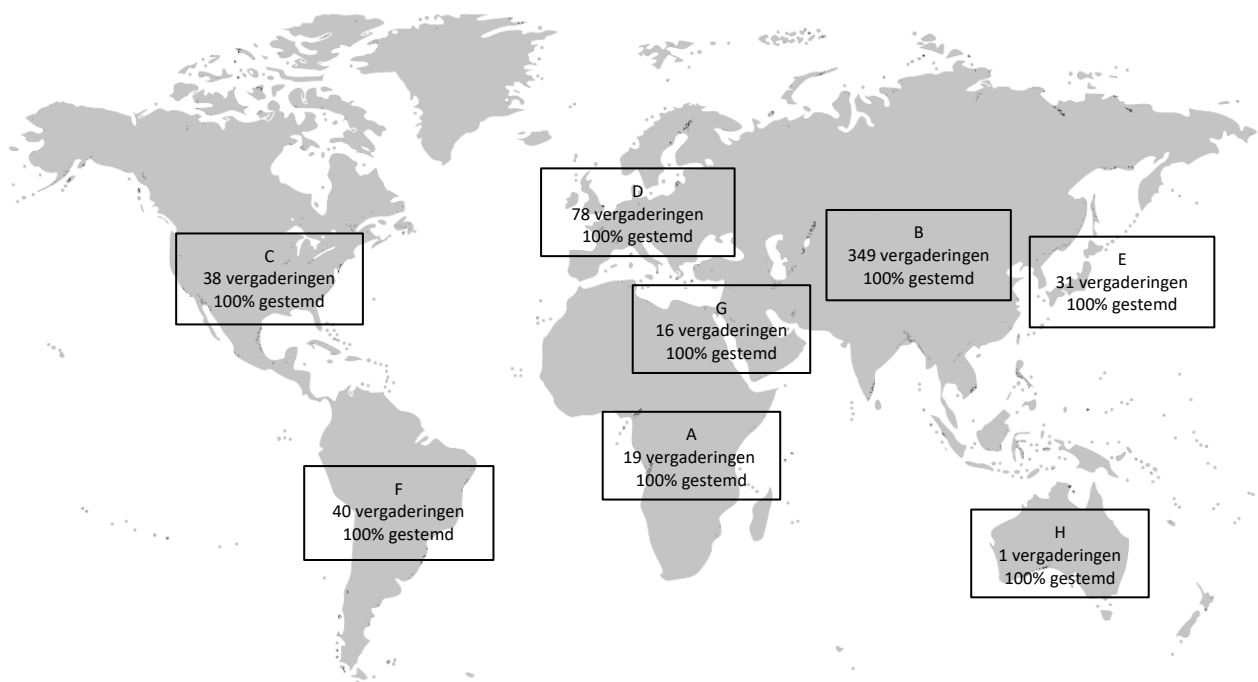 D
78 vergaderingen
100% gestemd
B
349 vergaderingen
100% gestemd
C
38 vergaderingen
100% gestemd
E
31 vergaderingen
100% gestemd
G
16 vergaderingen
100% gestemd
A
19 vergaderingen
100% gestemd
F
40 vergaderingen
100% gestemd
H
1 vergaderingen
100% gestemd